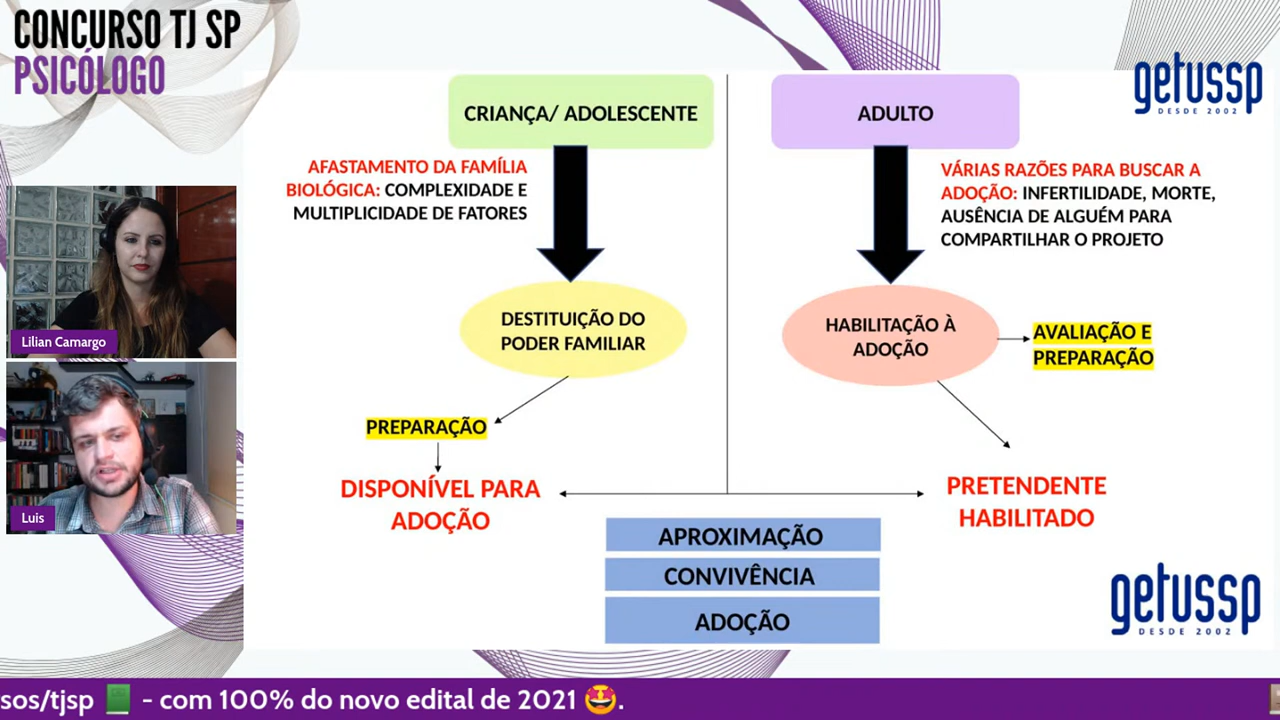 CONCURSO TJ SP
PSICÓLOGO
getussp
DESDE 2002
CRIANÇA/ ADOLESCENTE
AFASTAMENTO DA FAMÍLIA
BIOLÓGICA: COMPLEXIDADE E
MULTIPLICIDADE DE FATORES
DESTITUIÇÃO DO
PODER FAMILIAR
PREPARAÇÃO
DISPONÍVEL PARA
ADOÇÃO
ADULTO
VÁRIAS RAZÕES PARA BUSCAR A
ADOÇÃO: INFERTILIDADE, MORTE,
AUSÊNCIA DE ALGUÉM PARA
COMPARTILHAR O PROJETO
HABILITAÇÃO À
ADOÇÃO
AVALIAÇÃO E
PREPARAÇÃO
PRETENDENTE
HABILITADO
APROXIMAÇÃO
CONVIVÊNCIA
ADOÇÃO
Lilian Camargo
Luis
getussp
DESDE 2002
sos/tjsp - com 100% do novo edital de 2021 .